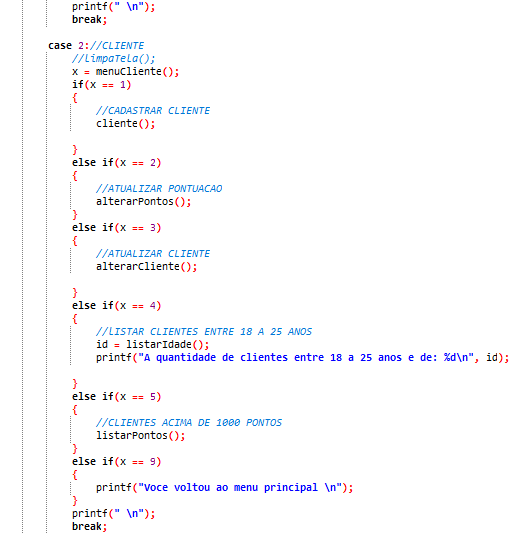 printf(" \n");
break;
case 2://CLIENTE
//limpaTela();
x = menuCliente();
if(x == 1)
{
//CADASTRAR CLIENTE
cliente();
}
else if(x == 2)
{
//ATUALIZAR PONTUACAO
alterarPontos();
}
else if(x == 3)
{
//ATUALIZAR CLIENTE
alterarCliente();
}
else if(x == 4)
{
//LISTAR CLIENTES ENTRE 18 A 25 ANOS
id = listarIdade();
printf("A quantidade de clientes entre 18 a 25 anos e de: %d\n", id);
}
else if(x == 5)
{
//CLIENTES ACIMA DE 1000 PONTOS
listarPontos();
}
else if(x == 9)
{
printf("Voce voltou ao menu principal \n");
}
printf(" \n");
break;